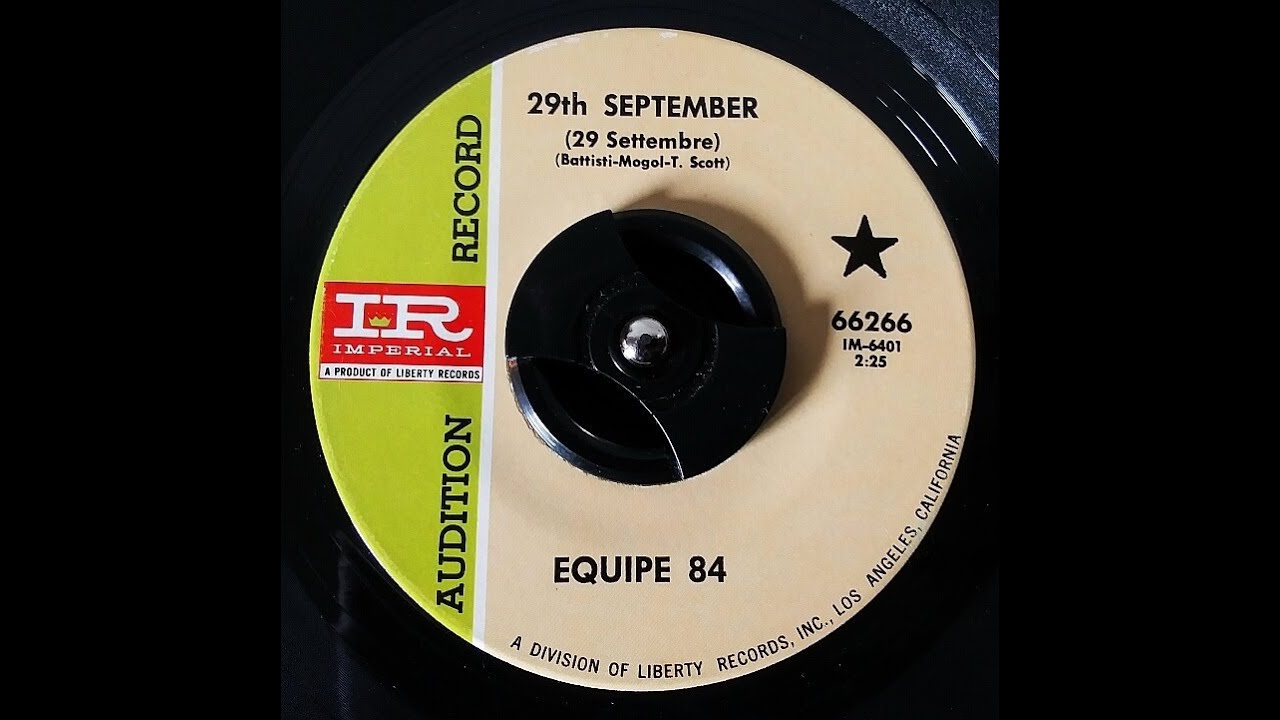 29th SEPTEMBER
(29 Settembre)
(Battisti-Mogol-T. Scott)
AUDITION RECORD
IR
IMPERIAL
A PRODUCT OF LIBERTY RECORDS
66266
IM-6401
2:25
EQUIPE 84
A DIVISION OF LIBERTY RECORDS, INC., LOS ANGELES, CALIFORNIA